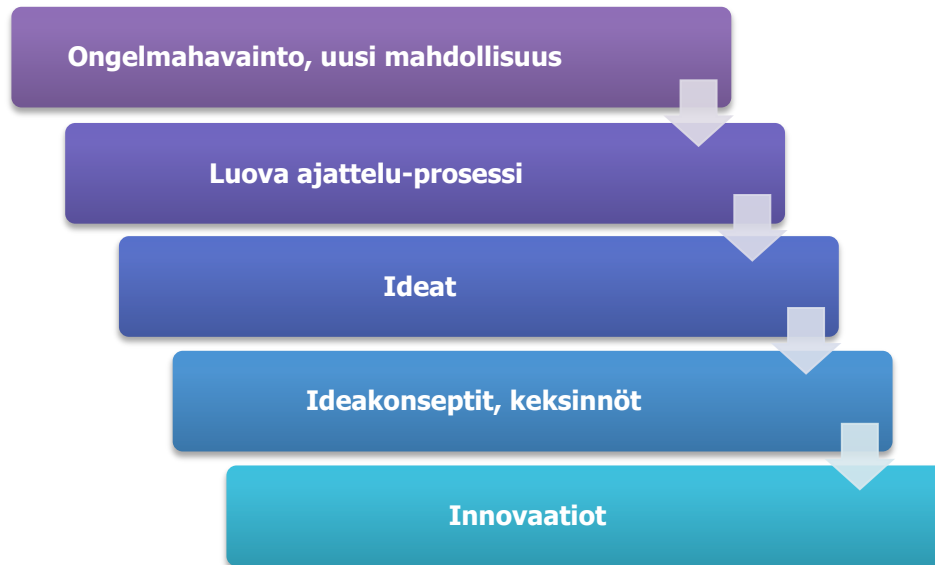 Ongelmahavainto, uusi mahdollisuus
Luova ajattelu-prosessi
Ideat
Ideakonseptit, keksinnöt
Innovaatiot